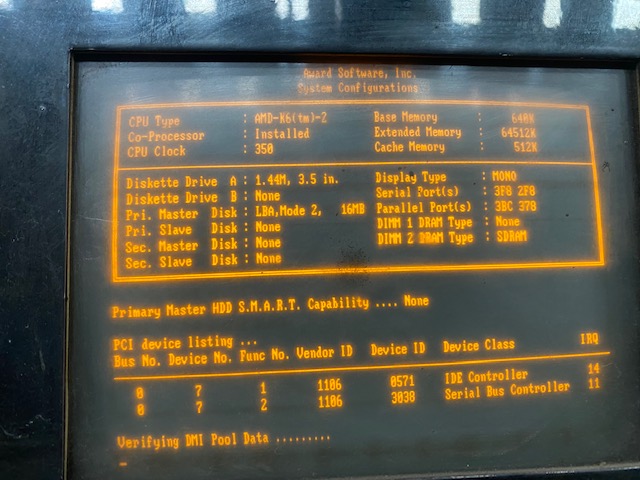 Award Software, Inc.
System Configurations
CPU Type : AMD-K6(tm)-2 Base Memory : 640K
Co-Processor : Installed Extended Memory : 64512K
CPU Clock : 350 Cache Memory : 512K
Diskette Drive A : 1.44M, 3.5 in. Display Type : MONO
Diskette Drive B : None Serial Port(s) : 3F8 2F8
Pri. Master Disk : LBA,Mode 2, 16MB Parallel Port(s) : 3BC 378
Pri. Slave Disk : None DIMM 1 DRAM Type : None
Sec. Master Disk : None DIMM 2 DRAM Type : SDRAM
Sec. Slave Disk : None
Primary Master HDD S.M.A.R.T. Capability .... None
PCI device listing ...
Bus No. Device No. Func No. Vendor ID Device ID Device Class IRQ
0 7 1 1106 0571 IDE Controller 14
0 7 2 1106 3038 Serial Bus Controller 11
Verifying DMI Pool Data .........